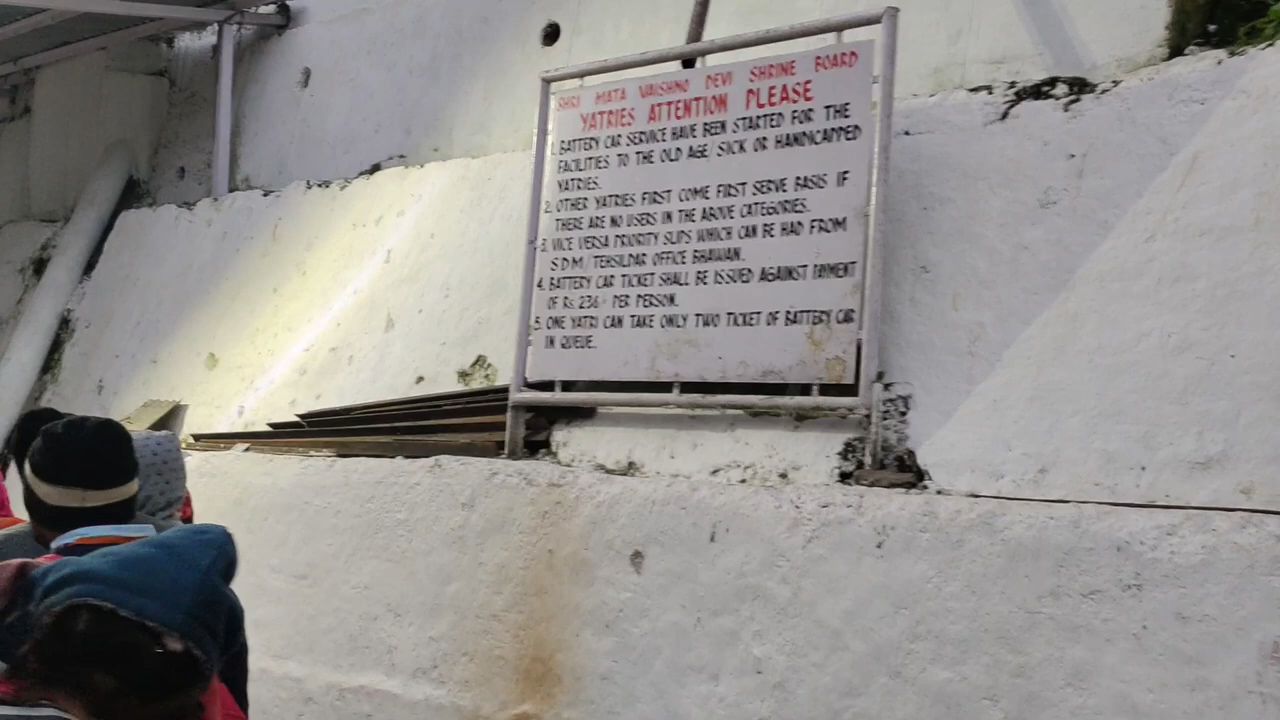 SHRI MATA VAISHNO DEVI SHRINE BOARD
YATRIES ATTENTION PLEASE
1. BATTERY CAR SERVICE HAVE BEEN STARTED FOR THE
FACILITIES TO THE OLD AGE/ SICK OR HANDICAPPED
YATRIES.
2. OTHER YATRIES FIRST COME FIRST SERVE BASIS IF
THERE ARE NO USERS IN THE ABOVE CATEGORIES.
3. VICE VERSA PRIORITY SLIPS WHICH CAN BE HAD FROM
S D M / TEHSILDAR OFFICE BHAWAN.
4. BATTERY CAR TICKET SHALL BE ISSUED AGAINST PAYMENT
OF Rs 236 PER PERSON.
5. ONE YATRI CAN TAKE ONLY TWO TICKET OF BATTERY CAR
IN QUEUE.